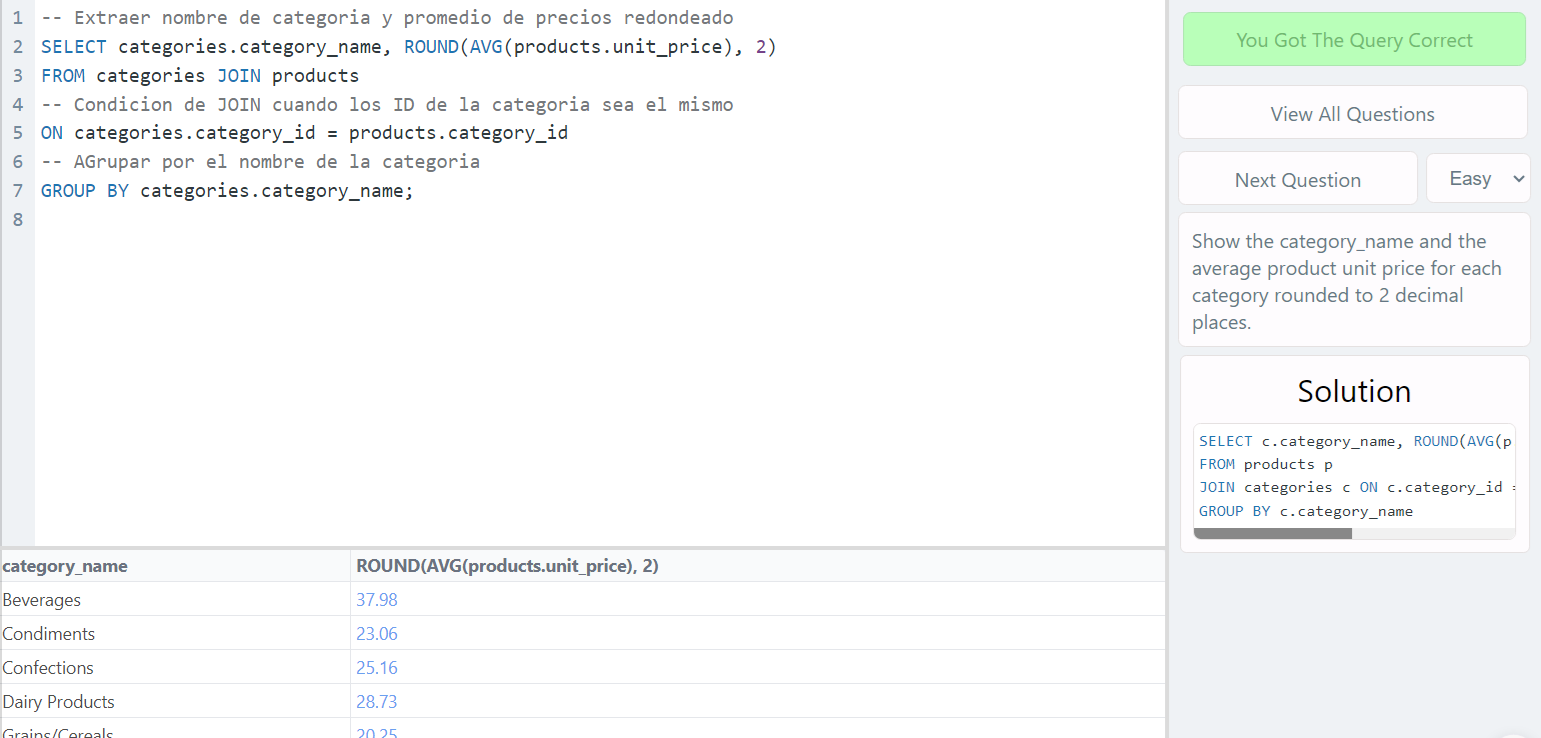 1 -- Extraer nombre de categoria y promedio de precios redondeado
2 SELECT categories.category_name, ROUND(AVG(products.unit_price), 2)
3 FROM categories JOIN products
4 -- Condicion de JOIN cuando los ID de la categoria sea el mismo
5 ON categories.category_id = products.category_id
6 -- AGrupar por el nombre de la categoria
7 GROUP BY categories.category_name;
8
category_name ROUND(AVG(products.unit_price), 2)
Beverages 37.98
Condiments 23.06
Confections 25.16
Dairy Products 28.73
Grains/Cereals 20.25
You Got The Query Correct
View All Questions
Next Question Easy
Show the category_name and the
average product unit price for each
category rounded to 2 decimal
places.
Solution
SELECT c.category_name, ROUND(AVG(p
FROM products p
JOIN categories c ON c.category_id =
GROUP BY c.category_name